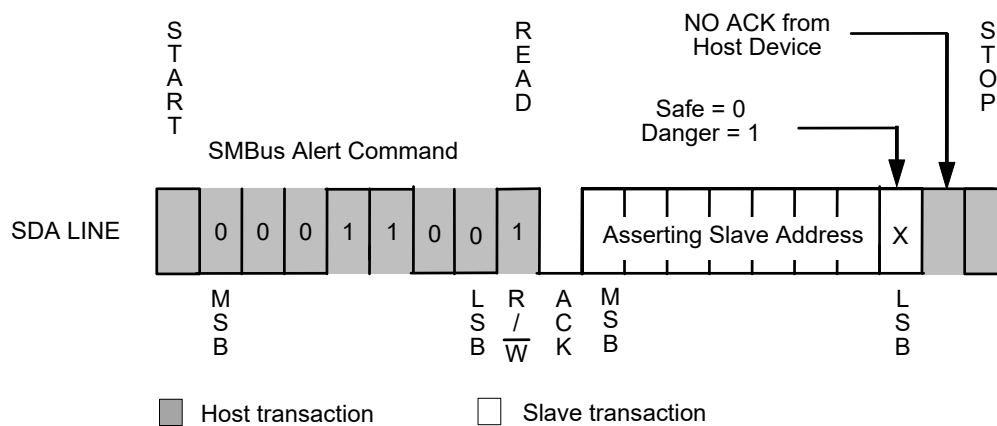 START
READ
NO ACK from
Host Device
STOP
Safe = 0
Danger = 1
SMBus Alert Command
SDA LINE
0 0 0 1 1 0 0 1
Asserting Slave Address
X
MSB
LSB
R/W̅
ACK
MSB
LSB
Host transaction
Slave transaction